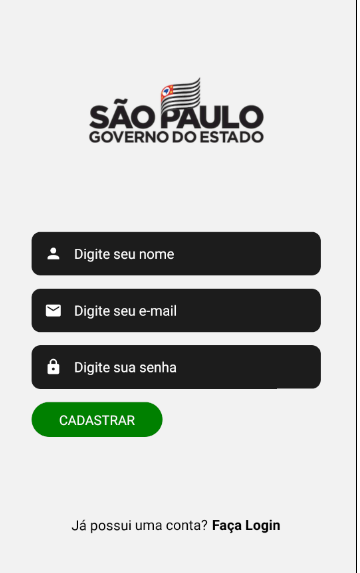 SÃO PAULO
GOVERNO DO ESTADO
Digite seu nome
Digite seu e-mail
Digite sua senha
CADASTRAR
Já possui uma conta? Faça Login